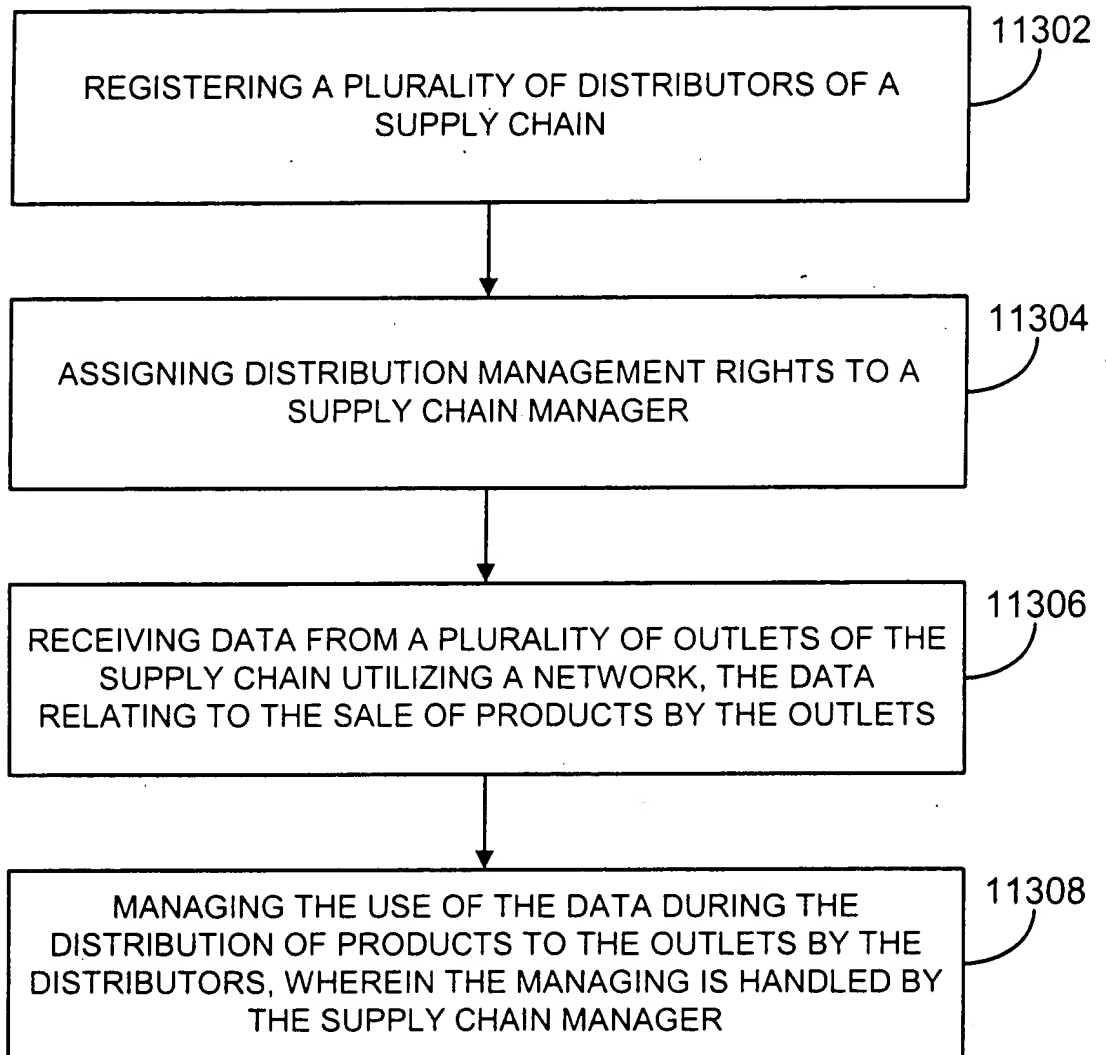 11302
REGISTERING A PLURALITY OF DISTRIBUTORS OF A
SUPPLY CHAIN
11304
ASSIGNING DISTRIBUTION MANAGEMENT RIGHTS TO A
SUPPLY CHAIN MANAGER
11306
RECEIVING DATA FROM A PLURALITY OF OUTLETS OF THE
SUPPLY CHAIN UTILIZING A NETWORK, THE DATA
RELATING TO THE SALE OF PRODUCTS BY THE OUTLETS
11308
MANAGING THE USE OF THE DATA DURING THE
DISTRIBUTION OF PRODUCTS TO THE OUTLETS BY THE
DISTRIBUTORS, WHEREIN THE MANAGING IS HANDLED BY
THE SUPPLY CHAIN MANAGER